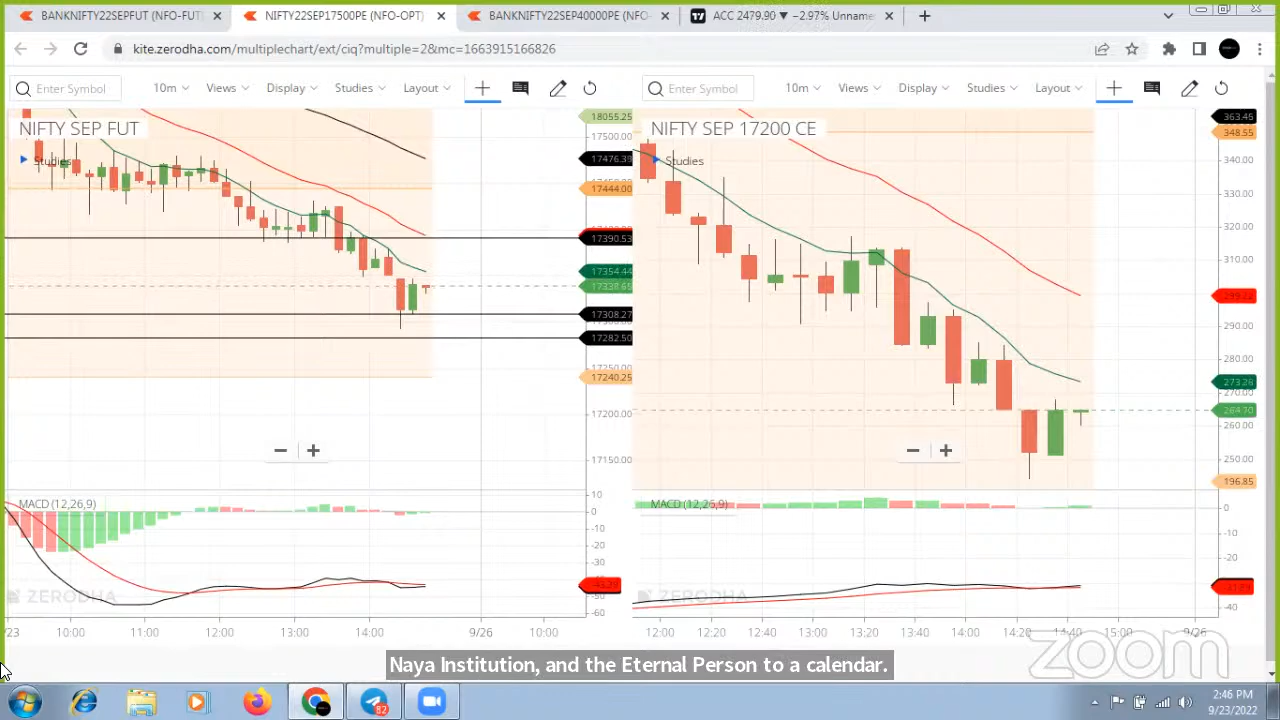 BANKNIFTY22SEPFUT (NFO-FUT) ×
NIFTY22SEP17500PE (NFO-OPT) ×
BANKNIFTY22SEP40000PE (NFO- ×
ACC 2479.90 ▼ −2.97% Unname ×
kite.zerodha.com/multiplechart/ext/ciq?multiple=2&mc=1663915166826
Enter Symbol 10m Views Display Studies Layout
Enter Symbol 10m Views Display Studies Layout
NIFTY SEP FUT
Studies
18055.25
17500.00
17476.39
17444.00
17390.53
17354.44
17338.65
17308.27
17282.50
17250.00
17240.25
17200.00
17150.00
MACD (12,26,9)
10
0
-10
-20
-30
-50
-60
ZERODHA
/23 10:00 11:00 12:00 13:00 14:00 9/26 10:00
NIFTY SEP 17200 CE
Studies
363.45
348.55
340.00
330.00
320.00
310.00
299.22
290.00
280.00
273.26
270.00
264.70
260.00
250.00
196.85
MACD (12,26,9)
0
-10
-20
-40
ZERODHA
12:00 12:20 12:40 13:00 13:20 13:40 14:00 14:20 14:40 15:00 9/26
zoom
Naya Institution, and the Eternal Person to a calendar.
82
2:46 PM
9/23/2022